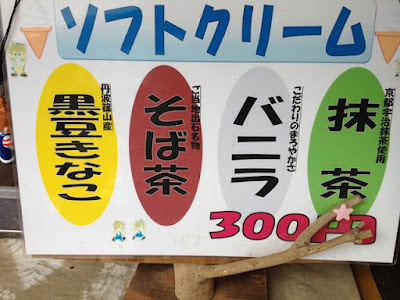 ソフトクリーム
京都宇治抹茶使用
抹茶
こだわりのまろやかさ
バニラ
ご当地出石名物
そば茶
丹波篠山産
黒豆きなこ
300円